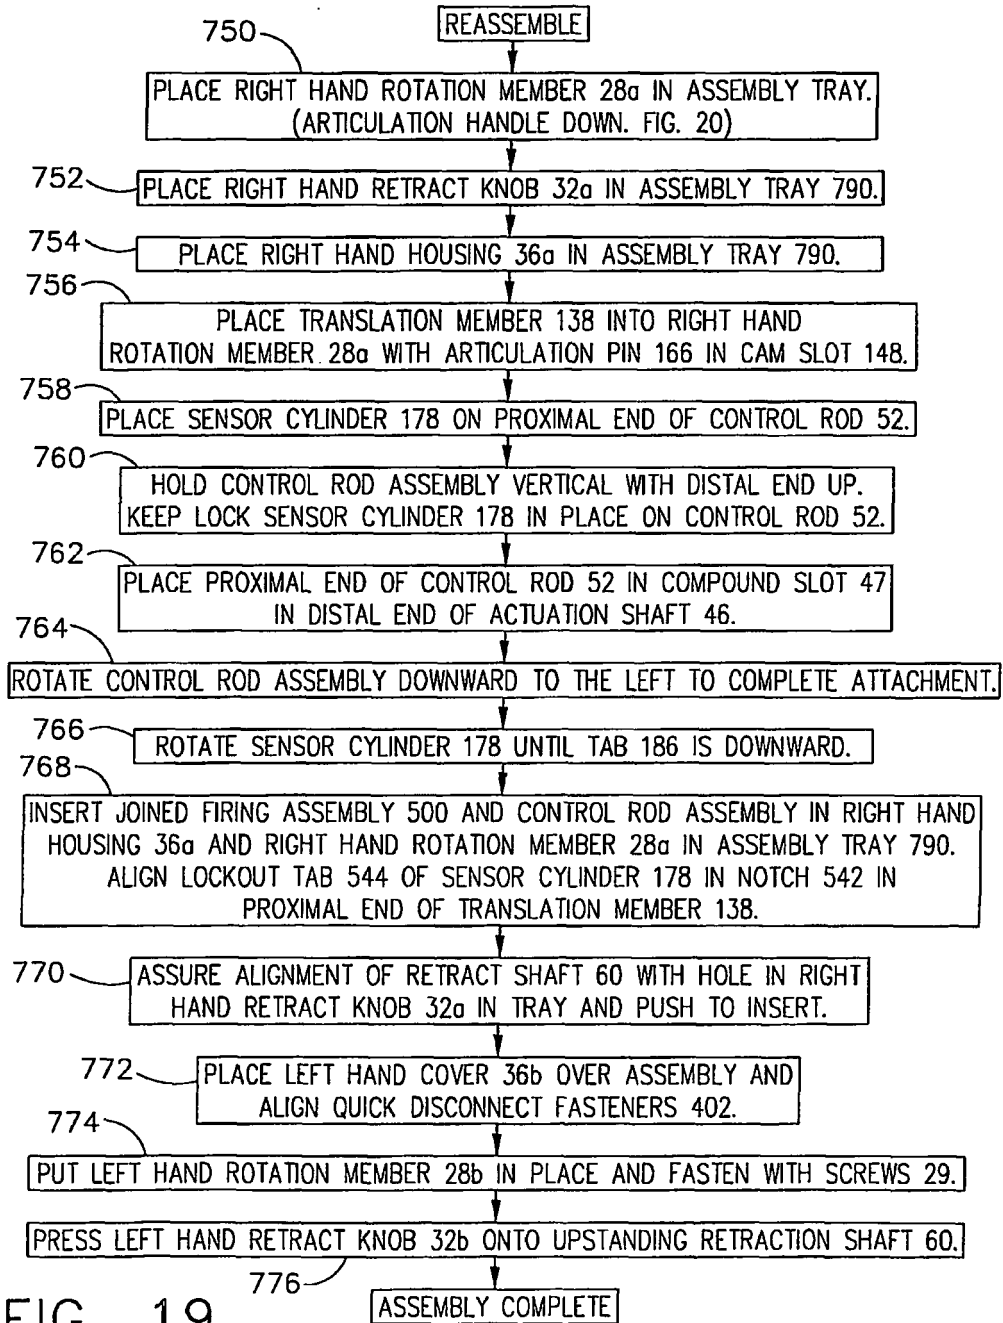 REASSEMBLE
750
PLACE RIGHT HAND ROTATION MEMBER 28a IN ASSEMBLY TRAY.
(ARTICULATION HANDLE DOWN. FIG. 20)
752
PLACE RIGHT HAND RETRACT KNOB 32a IN ASSEMBLY TRAY 790.
754
PLACE RIGHT HAND HOUSING 36a IN ASSEMBLY TRAY 790.
756
PLACE TRANSLATION MEMBER 138 INTO RIGHT HAND
ROTATION MEMBER 28a WITH ARTICULATION PIN 166 IN CAM SLOT 148.
758
PLACE SENSOR CYLINDER 178 ON PROXIMAL END OF CONTROL ROD 52.
760
HOLD CONTROL ROD ASSEMBLY VERTICAL WITH DISTAL END UP.
KEEP LOCK SENSOR CYLINDER 178 IN PLACE ON CONTROL ROD 52.
762
PLACE PROXIMAL END OF CONTROL ROD 52 IN COMPOUND SLOT 47
IN DISTAL END OF ACTUATION SHAFT 46.
764
ROTATE CONTROL ROD ASSEMBLY DOWNWARD TO THE LEFT TO COMPLETE ATTACHMENT.
766
ROTATE SENSOR CYLINDER 178 UNTIL TAB 186 IS DOWNWARD.
768
INSERT JOINED FIRING ASSEMBLY 500 AND CONTROL ROD ASSEMBLY IN RIGHT HAND
HOUSING 36a AND RIGHT HAND ROTATION MEMBER 28a IN ASSEMBLY TRAY 790.
ALIGN LOCKOUT TAB 544 OF SENSOR CYLINDER 178 IN NOTCH 542 IN
PROXIMAL END OF TRANSLATION MEMBER 138.
770
ASSURE ALIGNMENT OF RETRACT SHAFT 60 WITH HOLE IN RIGHT
HAND RETRACT KNOB 32a IN TRAY AND PUSH TO INSERT.
772
PLACE LEFT HAND COVER 36b OVER ASSEMBLY AND
ALIGN QUICK DISCONNECT FASTENERS 402.
774
PUT LEFT HAND ROTATION MEMBER 28b IN PLACE AND FASTEN WITH SCREWS 29.
PRESS LEFT HAND RETRACT KNOB 32b ONTO UPSTANDING RETRACTION SHAFT 60.
776
ASSEMBLY COMPLETE
FIG. 19